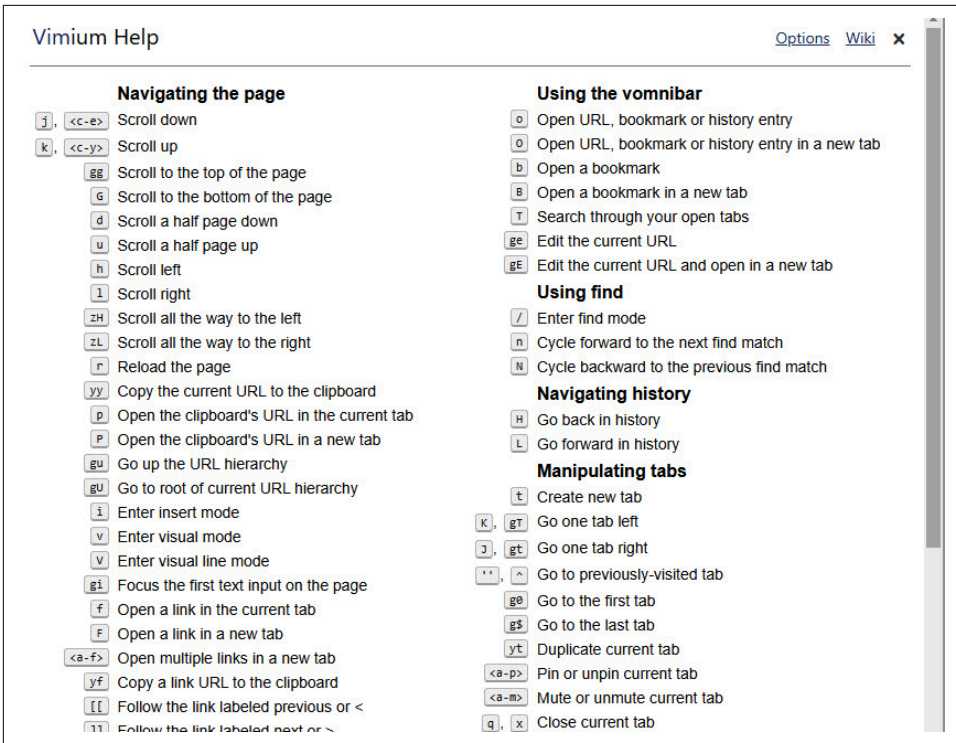 Vimium Help
Options Wiki ×
Navigating the page
j, <c-e> Scroll down
k, <c-y> Scroll up
gg Scroll to the top of the page
G Scroll to the bottom of the page
d Scroll a half page down
u Scroll a half page up
h Scroll left
l Scroll right
zH Scroll all the way to the left
zL Scroll all the way to the right
r Reload the page
yy Copy the current URL to the clipboard
p Open the clipboard's URL in the current tab
P Open the clipboard's URL in a new tab
gu Go up the URL hierarchy
gU Go to root of current URL hierarchy
i Enter insert mode
v Enter visual mode
V Enter visual line mode
gi Focus the first text input on the page
f Open a link in the current tab
F Open a link in a new tab
<a-f> Open multiple links in a new tab
yf Copy a link URL to the clipboard
[[ Follow the link labeled previous or <
]] Follow the link labeled next or >
Using the vomnibar
o Open URL, bookmark or history entry
O Open URL, bookmark or history entry in a new tab
b Open a bookmark
B Open a bookmark in a new tab
T Search through your open tabs
ge Edit the current URL
gE Edit the current URL and open in a new tab
Using find
/ Enter find mode
n Cycle forward to the next find match
N Cycle backward to the previous find match
Navigating history
H Go back in history
L Go forward in history
Manipulating tabs
t Create new tab
K, gT Go one tab left
J, gt Go one tab right
'', ^ Go to previously-visited tab
g0 Go to the first tab
g$ Go to the last tab
yt Duplicate current tab
<a-p> Pin or unpin current tab
<a-m> Mute or unmute current tab
q, x Close current tab